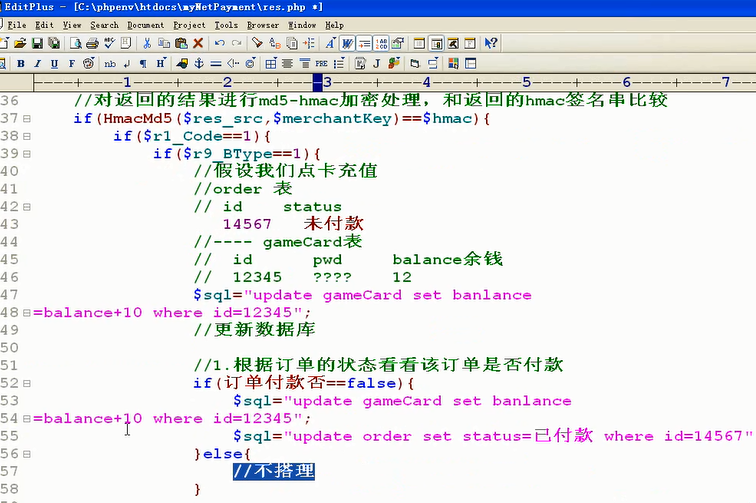 EditPlus - [C:\phpenv\htdocs\myNetPayment\res.php *]
File Edit View Search Document Project Tools Browser Window Help
B I U F nb
1 2 3 4 5 6 7
36 //对返回的结果进行md5-hmac加密处理，和返回的hmac签名串比较
37 if(HmacMd5($res_src,$merchantKey)==$hmac){
38 if($r1_Code==1){
39 if($r9_BType==1){
40 //假设我们点卡充值
41 //order 表
42 // id status
43 14567 未付款
44 //---- gameCard表
45 // id pwd balance余钱
46 // 12345 ???? 12
47 $sql="update gameCard set banlance
48 =balance+10 where id=12345";
49 //更新数据库
50
51 //1.根据订单的状态看看该订单是否付款
52 if(订单付款否==false){
53 $sql="update gameCard set banlance
54 =balance+10 where id=12345";
55 $sql="update order set status=已付款 where id=14567"
56 }else{
57 //不搭理
58 }